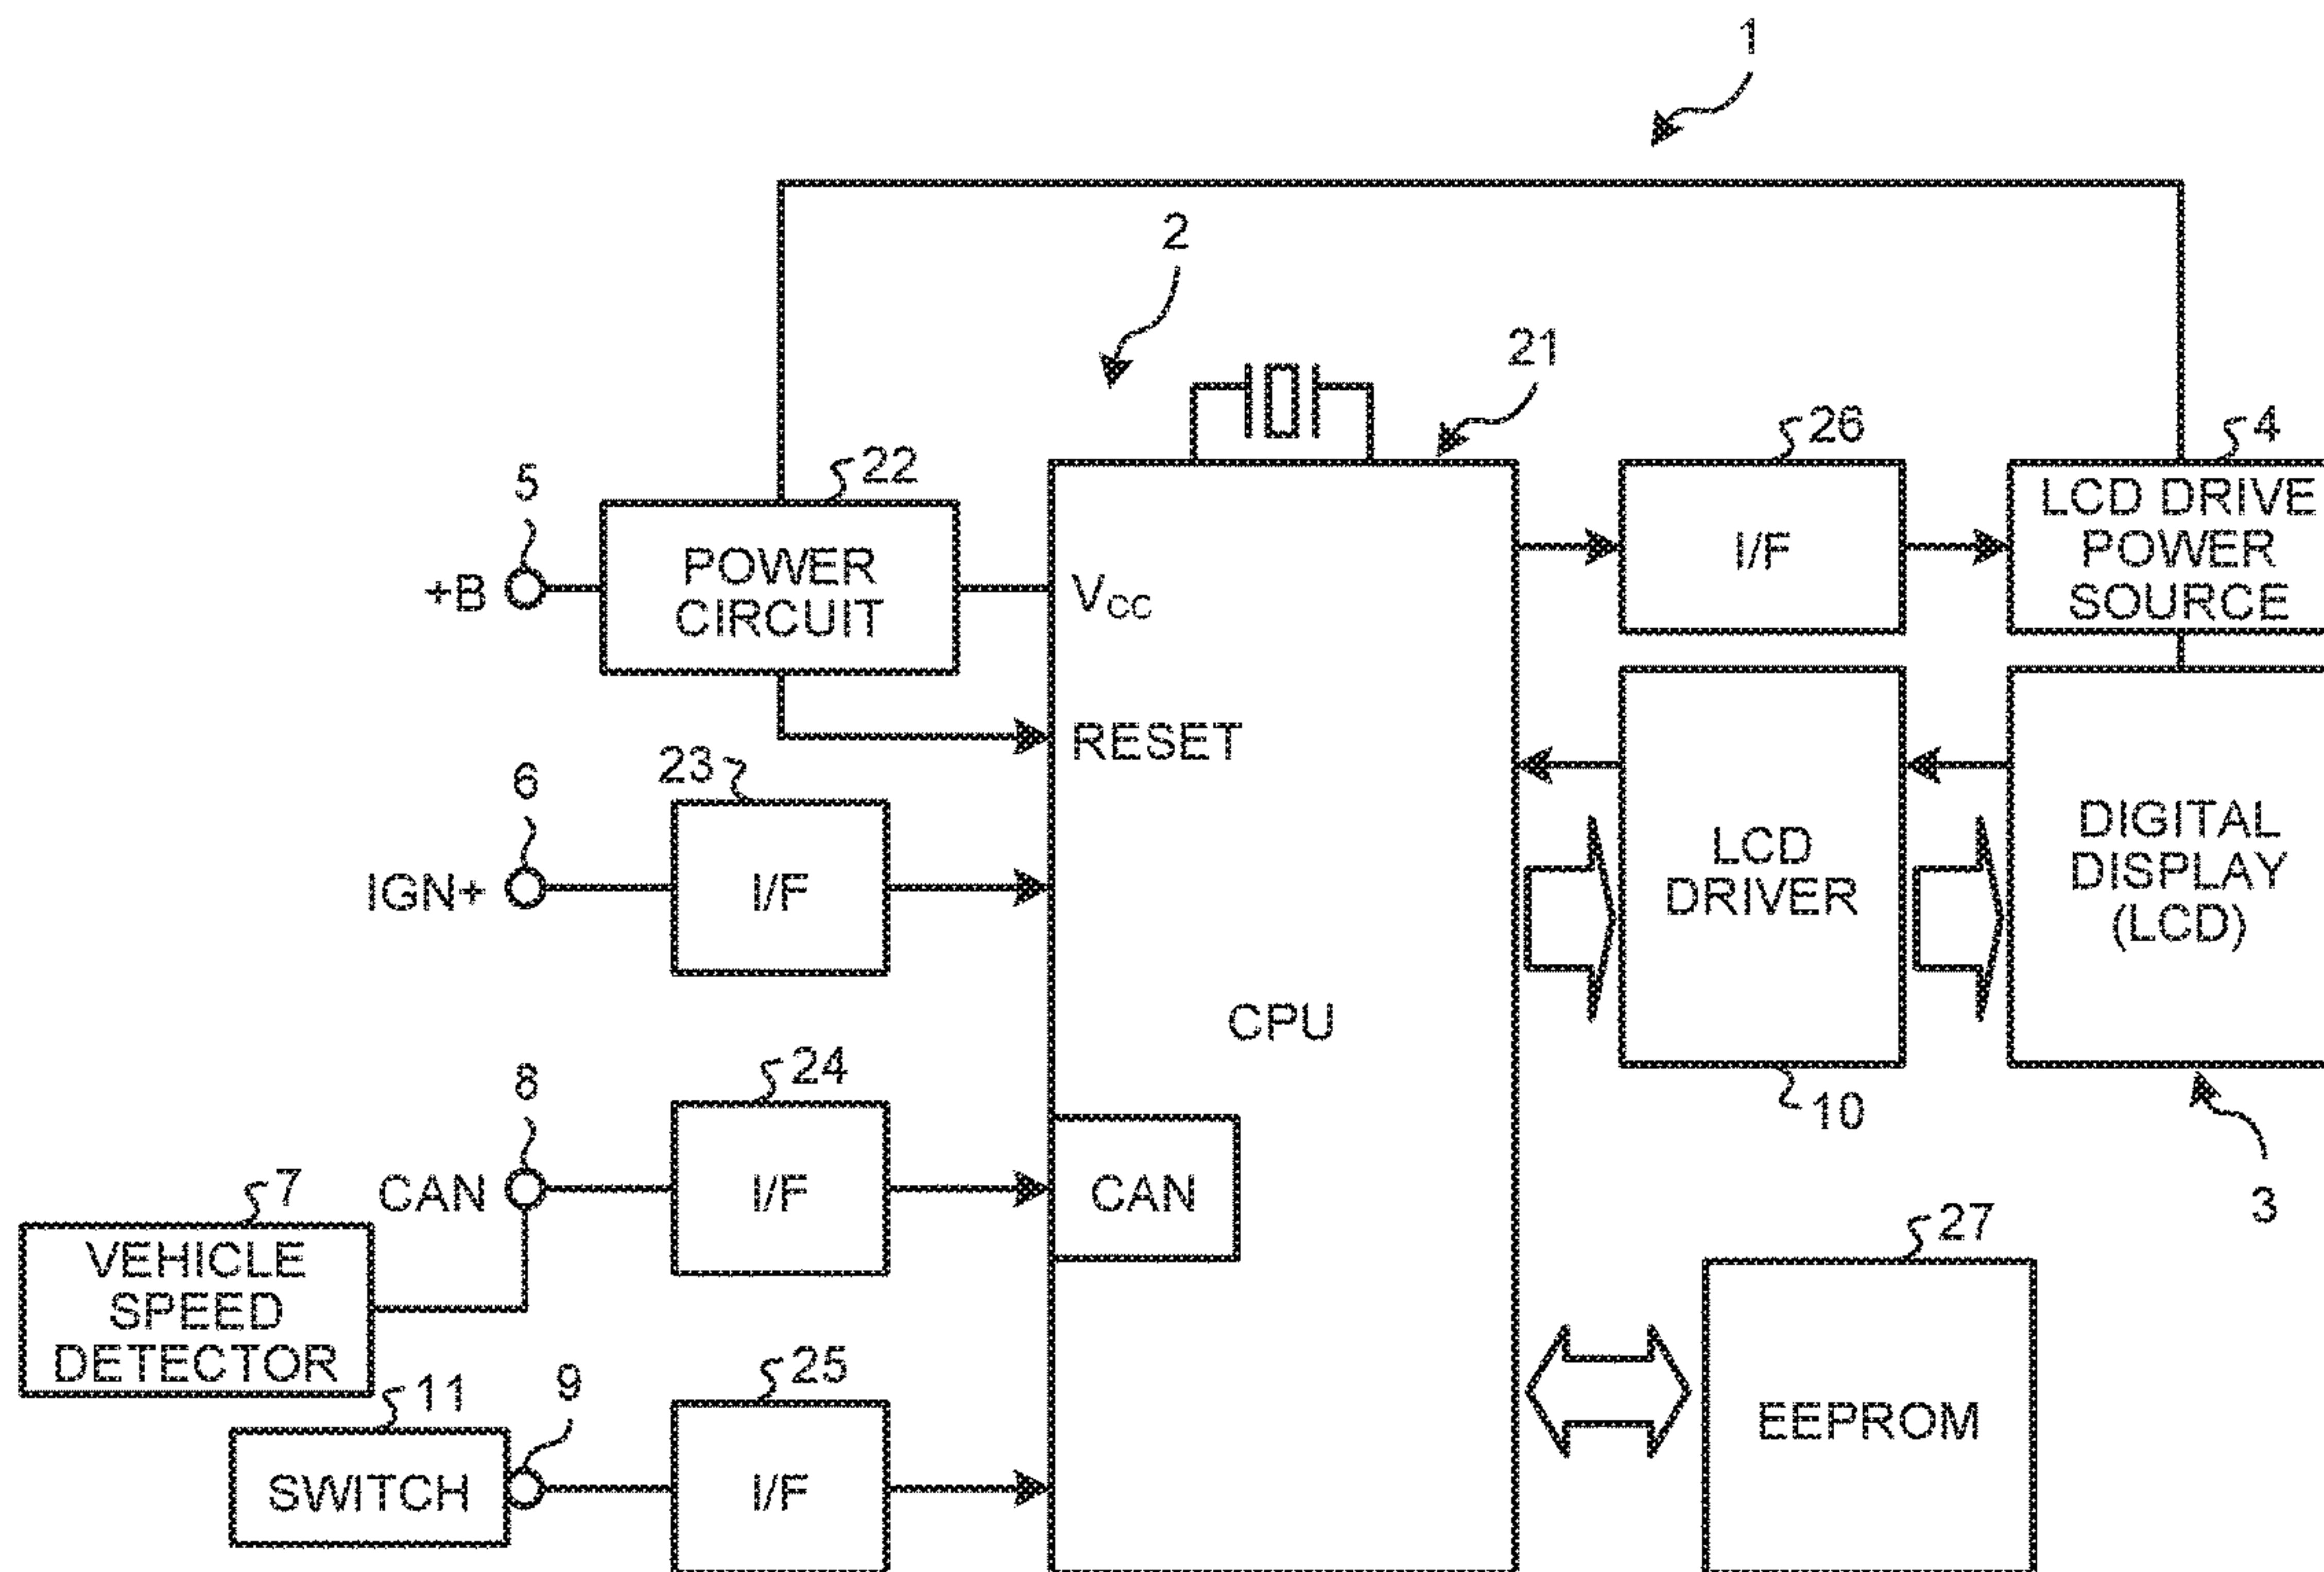 1
2
21
26
4
22
5
LCD DRIVE
POWER
SOURCE
I/F
POWER
CIRCUIT
+B
VCC
RESET
23
6
IGN+
I/F
LCD
DRIVER
DIGITAL
DISPLAY
(LCD)
CPU
24
8
10
7
CAN
I/F
CAN
3
27
VEHICLE
SPEED
DETECTOR
25
11
9
EEPROM
SWITCH
I/F